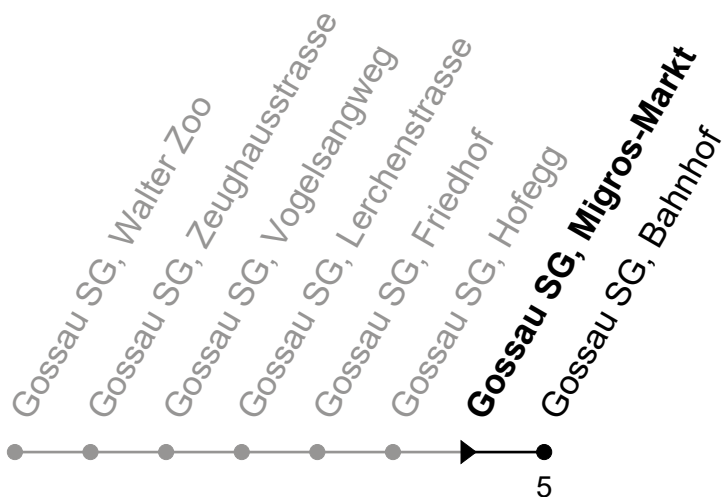 Gossau SG, Walter Zoo
Gossau SG, Zeughausstrasse
Gossau SG, Vogelsangweg
Gossau SG, Lerchenstrasse
Gossau SG, Friedhof
Gossau SG, Hofegg
Gossau SG, Migros-Markt
Gossau SG, Bahnhof
5